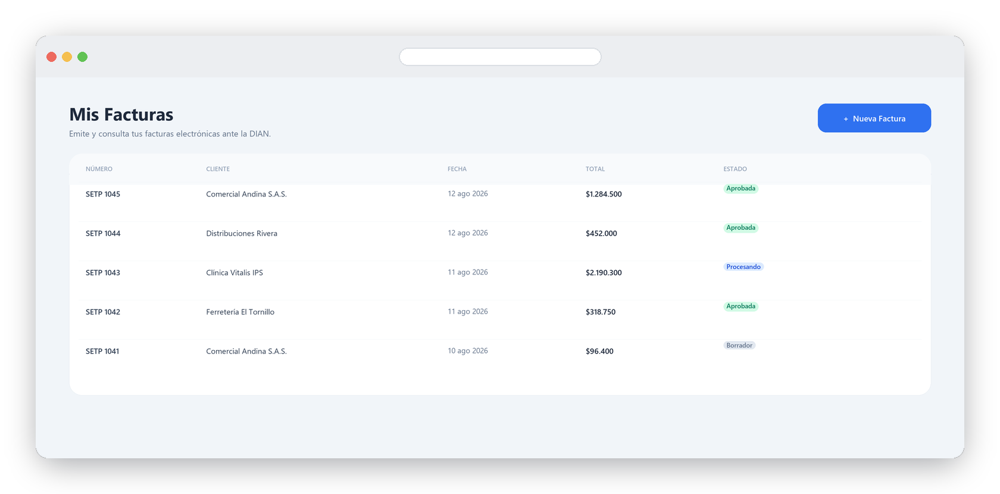 Mis Facturas
+ Nueva Factura
Emite y consulta tus facturas electrónicas ante la DIAN.
NÚMERO CLIENTE FECHA TOTAL ESTADO
SETP 1045 Comercial Andina S.A.S. 12 ago 2026 $1.284.500 Aprobada
SETP 1044 Distribuciones Rivera 12 ago 2026 $452.000 Aprobada
SETP 1043 Clínica Vitalis IPS 11 ago 2026 $2.190.300 Procesando
SETP 1042 Ferretería El Tornillo 11 ago 2026 $318.750 Aprobada
SETP 1041 Comercial Andina S.A.S. 10 ago 2026 $96.400 Borrador